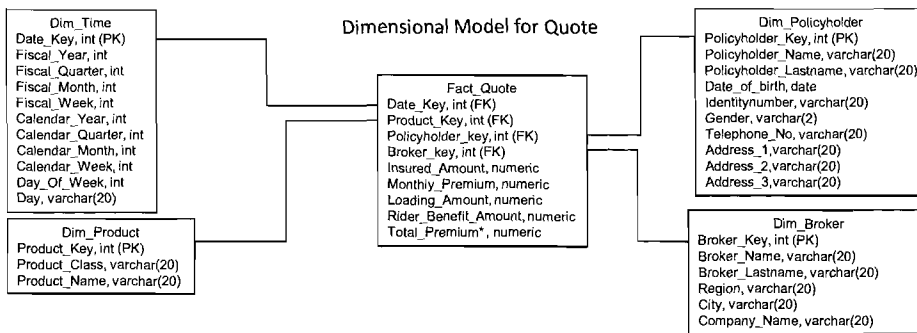 Dimensional Model for Quote
Dim_Time
Date_Key, int (PK)
Fiscal_Year, int
Fiscal_Quarter, int
Fiscal_Month, int
Fiscal_Week, int
Calendar_Year, int
Calendar_Quarter, int
Calendar_Month, int
Calendar_Week, int
Day_Of_Week, int
Day, varchar(20)
Dim_Product
Product_Key, int (PK)
Product_Class, varchar(20)
Product_Name, varchar(20)
Fact_Quote
Date_Key, int (FK)
Product_Key, int (FK)
Policyholder_key, int (FK)
Broker_key, int (FK)
Insured_Amount, numeric
Monthly_Premium, numeric
Loading_Amount, numeric
Rider_Benefit_Amount, numeric
Total_Premium*, numeric
Dim_Policyholder
Policyholder_Key, int (PK)
Policyholder_Name, varchar(20)
Policyholder_Lastname, varchar(20)
Date_of_birth, date
Identitynumber, varchar(20)
Gender, varchar(2)
Telephone_No, varchar(20)
Address_1,varchar(20)
Address_2,varchar(20)
Address_3,varchar(20)
Dim_Broker
Broker_Key, int (PK)
Broker_Name, varchar(20)
Broker_Lastname, varchar(20)
Region, varchar(20)
City, varchar(20)
Company_Name, varchar(20)